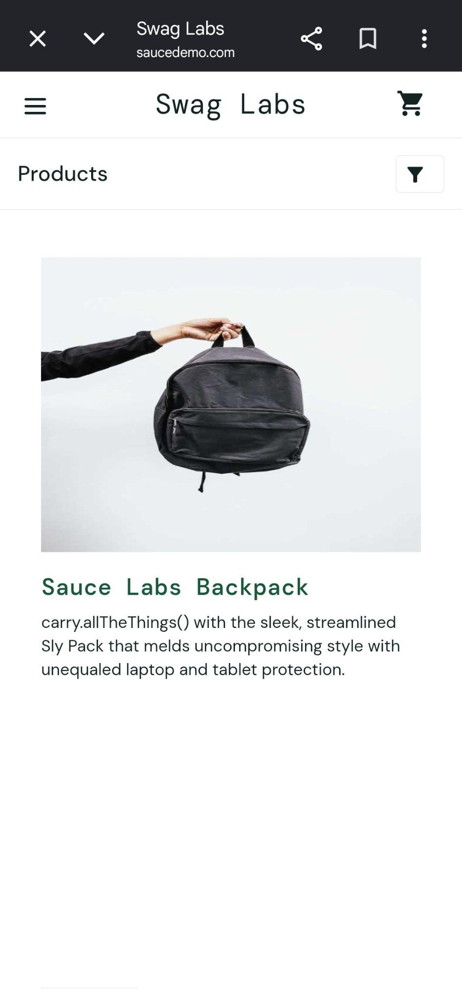 Swag Labs
saucedemo.com
Swag Labs
Products
Sauce Labs Backpack
carry.allTheThings() with the sleek, streamlined
Sly Pack that melds uncompromising style with
unequaled laptop and tablet protection.